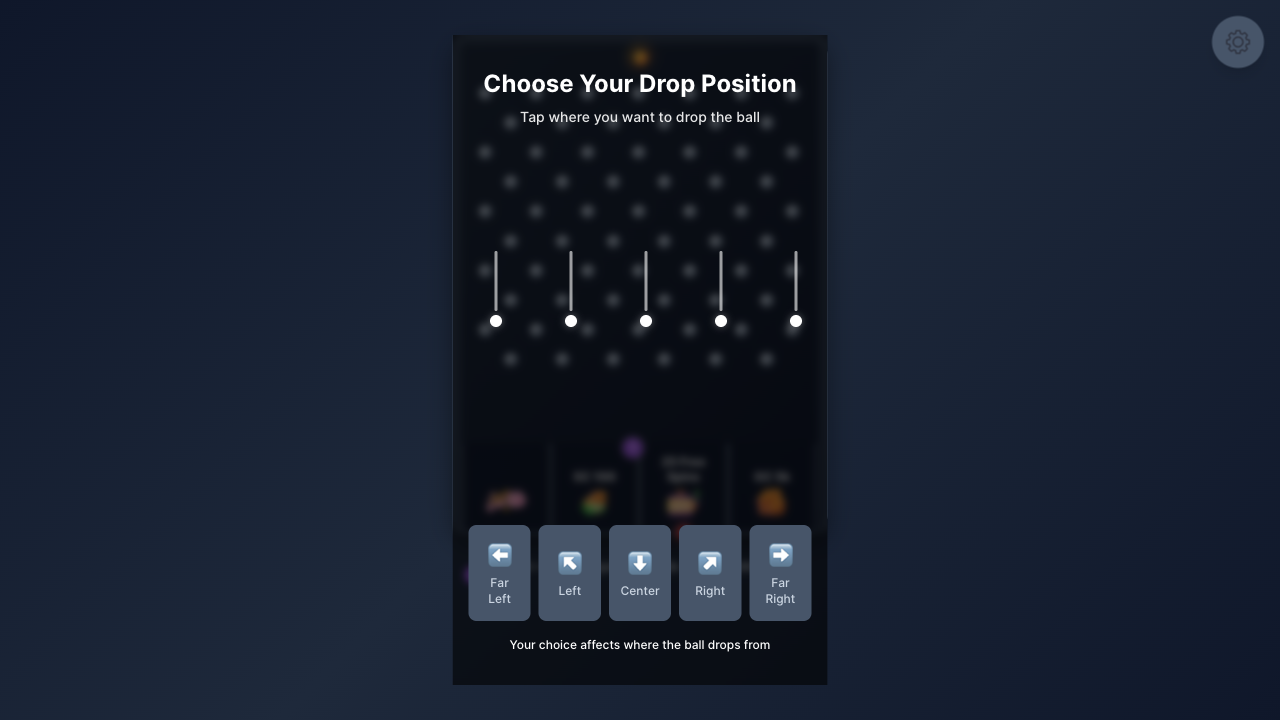 Choose Your Drop Position
Tap where you want to drop the ball
Far
Left
Left
Center
Right
Far
Right
Your choice affects where the ball drops from